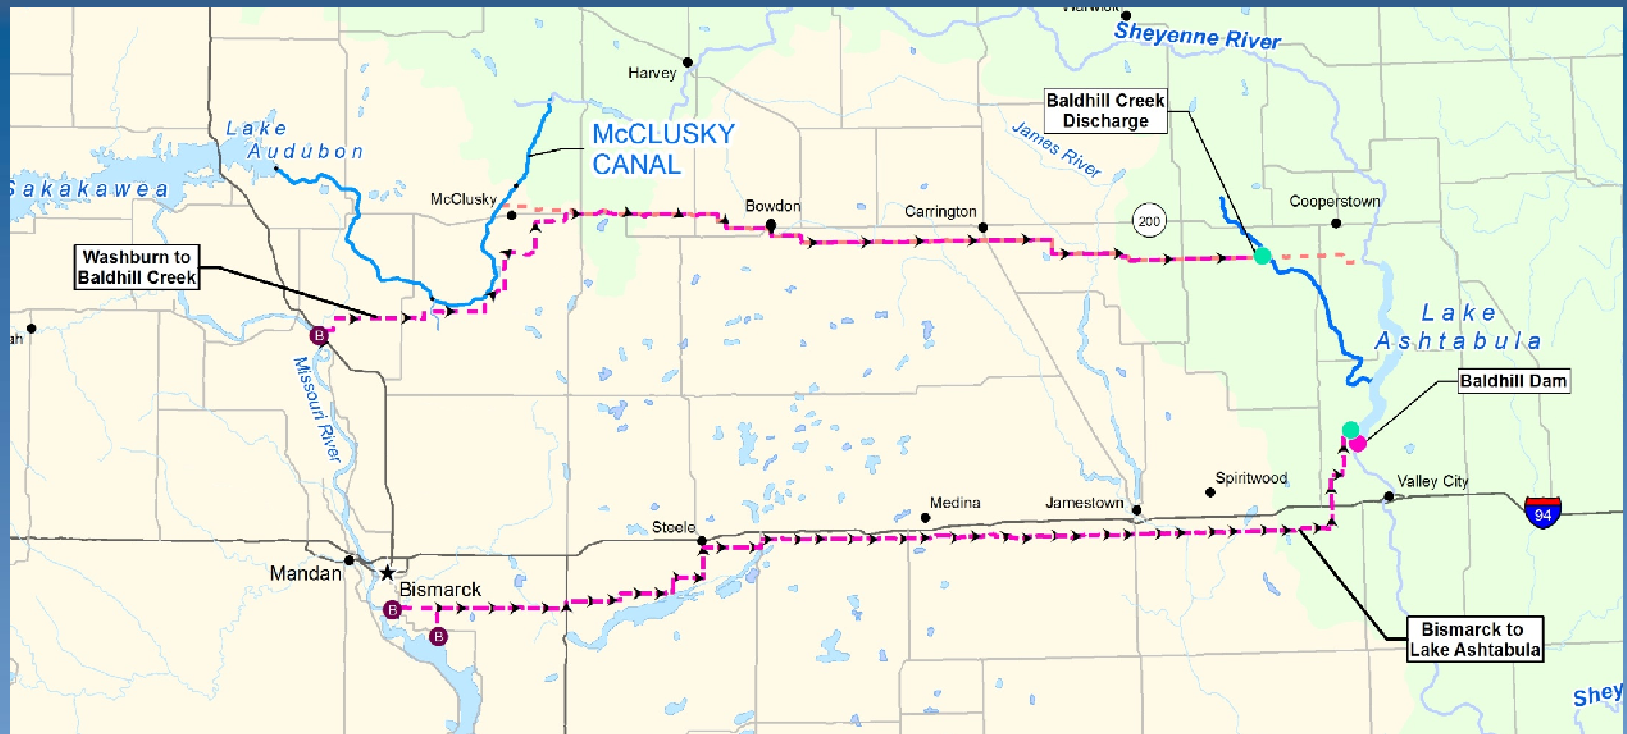 Sheyenne River
Harvey
Baldhill Creek
Discharge
Lake
Audubon
McCLUSKY
CANAL
James River
Sakakawea
McClusky
Bowdon
Carrington
200
Cooperstown
Washburn to
Baldhill Creek
B
Lake
Ashtabula
Missouri River
Baldhill Dam
Spiritwood
Valley City
Medina
Jamestown
94
Steele
Mandan
Bismarck
B
B
Bismarck to
Lake Ashtabula
Shey